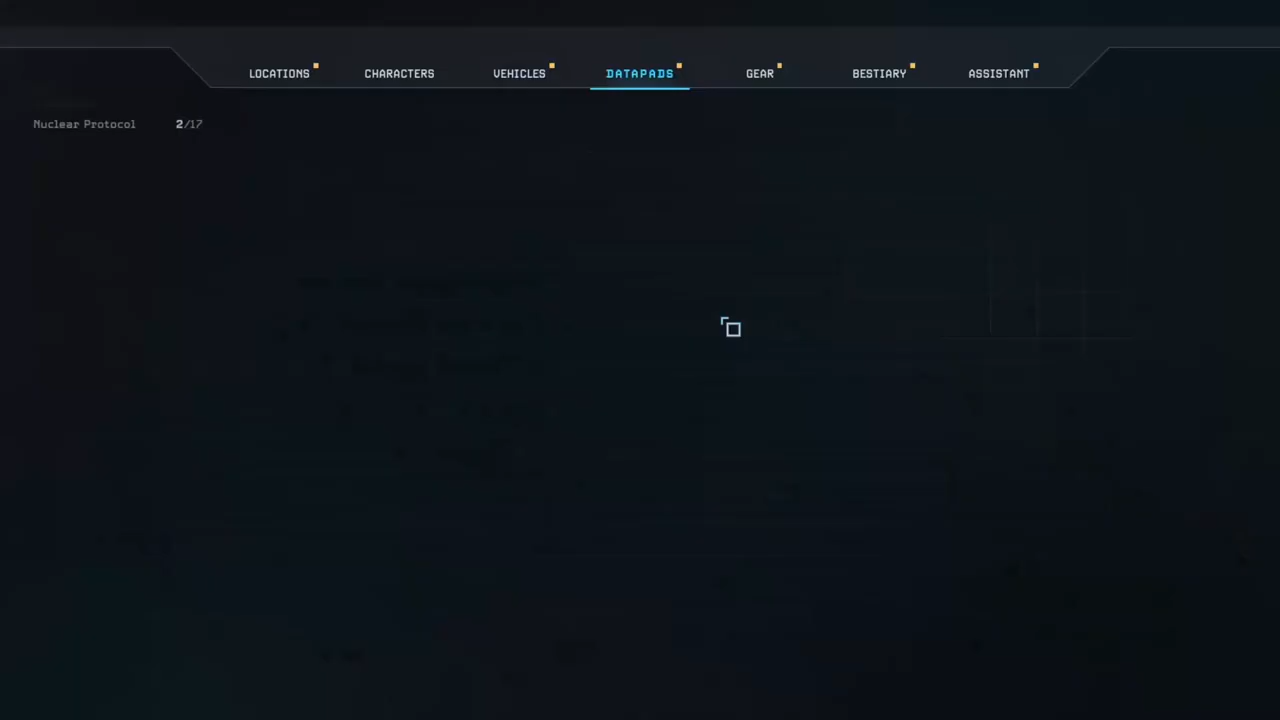 LOCATIONS CHARACTERS VEHICLES DATAPADS GEAR BESTIARY ASSISTANT
Nuclear Protocol 2/17